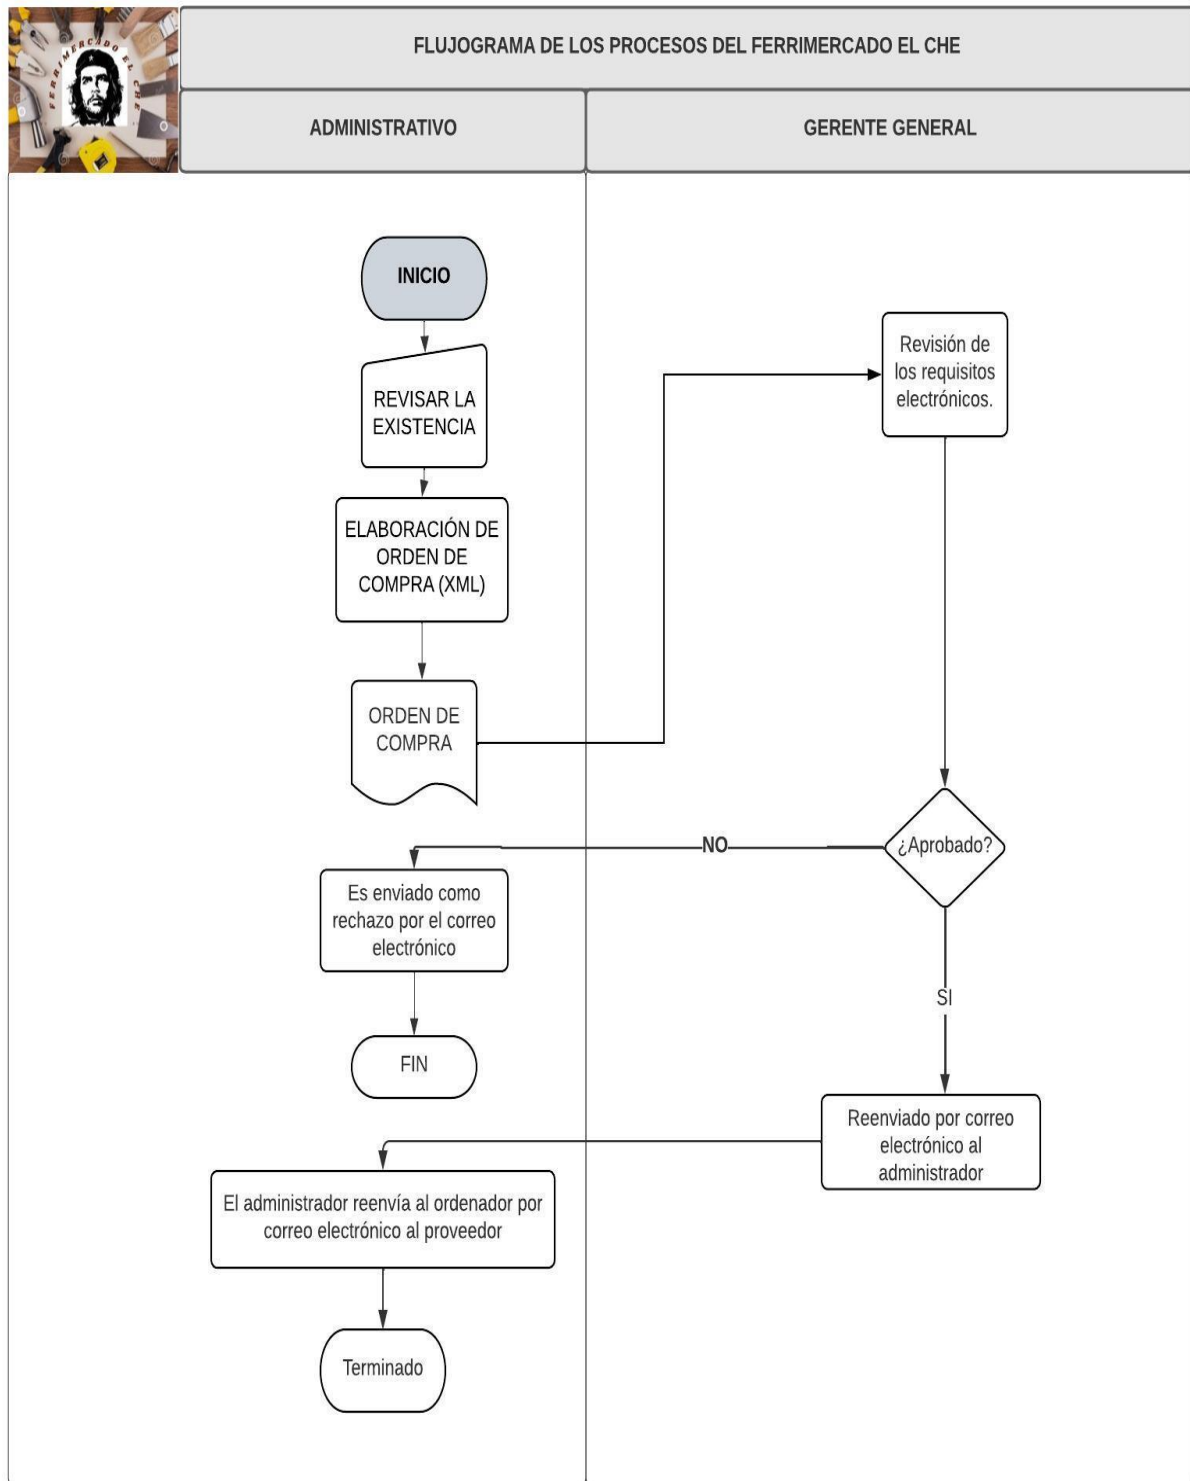 FERRIMERCADO EL CHE
FLUJOGRAMA DE LOS PROCESOS DEL FERRIMERCADO EL CHE
ADMINISTRATIVO
GERENTE GENERAL
INICIO
REVISAR LA
EXISTENCIA
ELABORACIÓN DE
ORDEN DE
COMPRA (XML)
ORDEN DE
COMPRA
Revisión de
los requisitos
electrónicos.
¿Aprobado?
NO
Es enviado como
rechazo por el correo
electrónico
FIN
SI
Reenviado por correo
electrónico al
administrador
El administrador reenvía al ordenador por
correo electrónico al proveedor
Terminado